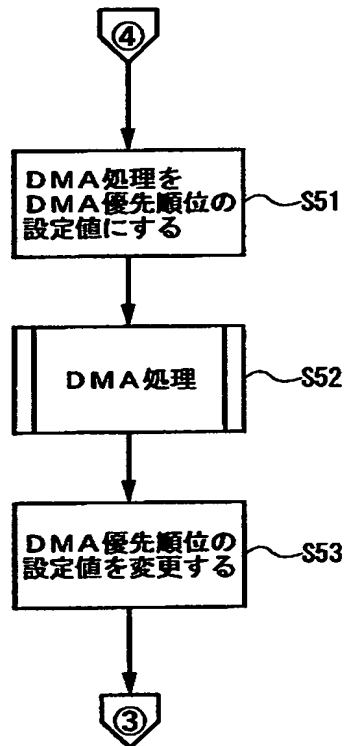 ④
DMA処理を
DMA優先順位の
設定値にする
S51
DMA処理
S52
DMA優先順位の
設定値を変更する
S53
③